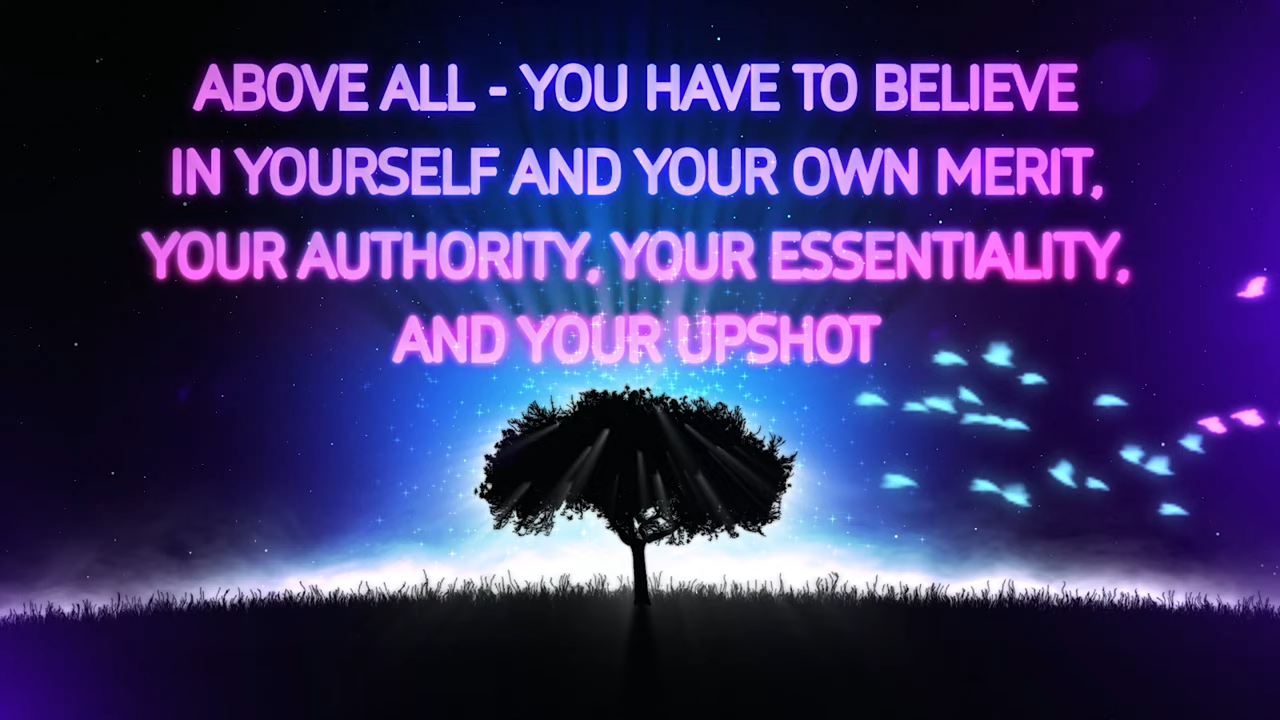 ABOVE ALL - YOU HAVE TO BELIEVE
IN YOURSELF AND YOUR OWN MERIT,
YOUR AUTHORITY, YOUR ESSENTIALITY,
AND YOUR UPSHOT